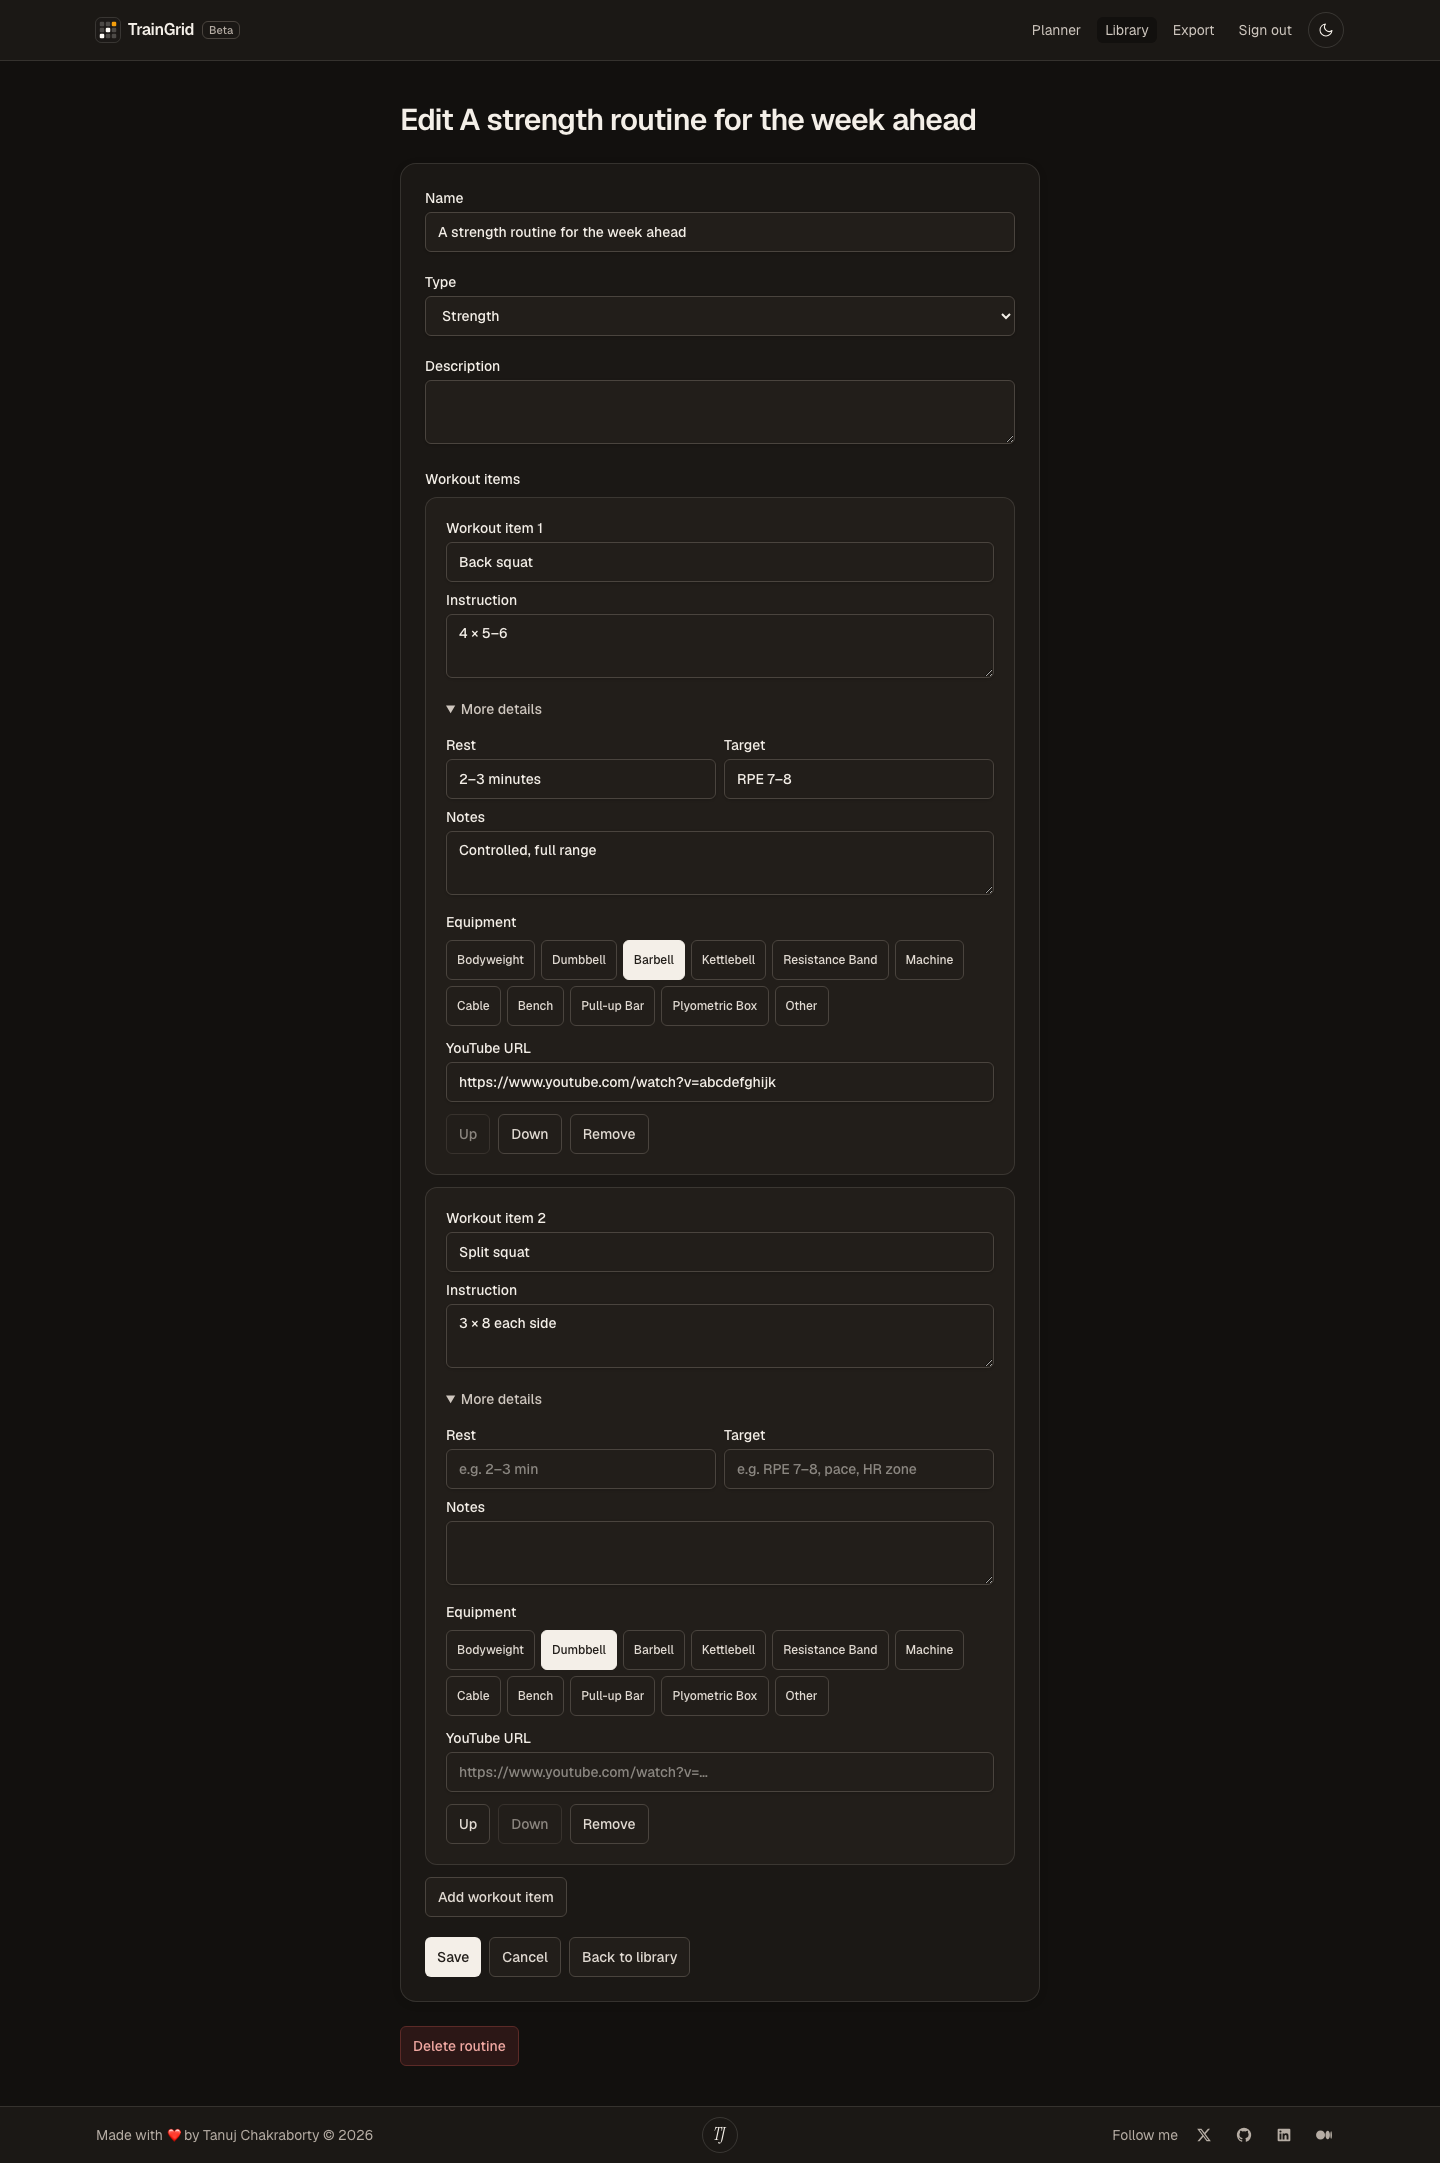 TrainGrid Beta Planner Library Export Sign out
Edit A strength routine for the week ahead
Name
A strength routine for the week ahead
Type
Strength
Description
Workout items
Workout item 1
Back squat
Instruction
4 × 5–6
▼ More details
Rest Target
2–3 minutes RPE 7–8
Notes
Controlled, full range
Equipment
Bodyweight Dumbbell Barbell Kettlebell Resistance Band Machine
Cable Bench Pull-up Bar Plyometric Box Other
YouTube URL
https://www.youtube.com/watch?v=abcdefghijk
Up Down Remove
Workout item 2
Split squat
Instruction
3 × 8 each side
▼ More details
Rest Target
e.g. 2–3 min e.g. RPE 7–8, pace, HR zone
Notes
Equipment
Bodyweight Dumbbell Barbell Kettlebell Resistance Band Machine
Cable Bench Pull-up Bar Plyometric Box Other
YouTube URL
https://www.youtube.com/watch?v=…
Up Down Remove
Add workout item
Save Cancel Back to library
Delete routine
Made with ❤️ by Tanuj Chakraborty © 2026 TJ Follow me